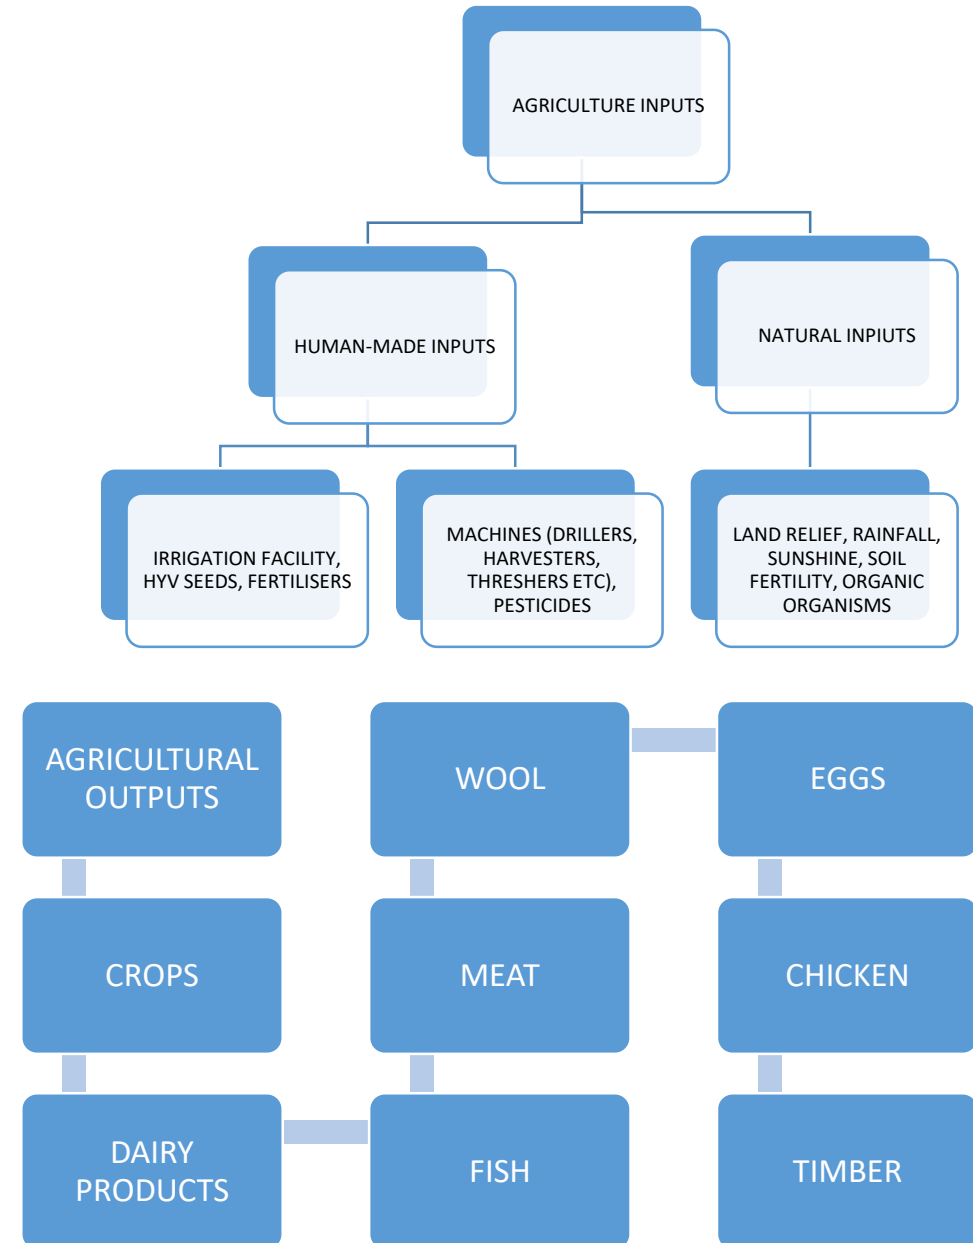 AGRICULTURE INPUTS
HUMAN-MADE INPUTS
NATURAL INPIUTS
IRRIGATION FACILITY,
HYV SEEDS, FERTILISERS
MACHINES (DRILLERS,
HARVESTERS,
THRESHERS ETC),
PESTICIDES
LAND RELIEF, RAINFALL,
SUNSHINE, SOIL
FERTILITY, ORGANIC
ORGANISMS
AGRICULTURAL
OUTPUTS
CROPS
DAIRY
PRODUCTS
FISH
MEAT
WOOL
EGGS
CHICKEN
TIMBER